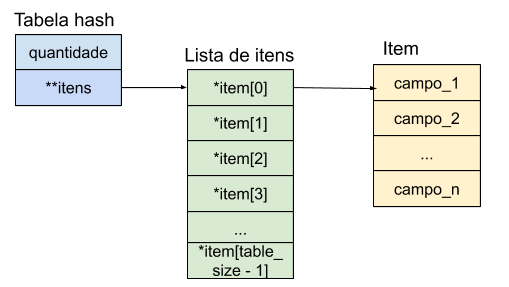 Tabela hash
quantidade
**itens
Lista de itens
*item[0]
*item[1]
*item[2]
*item[3]
...
*item[table_
size - 1]
Item
campo_1
campo_2
...
campo_n